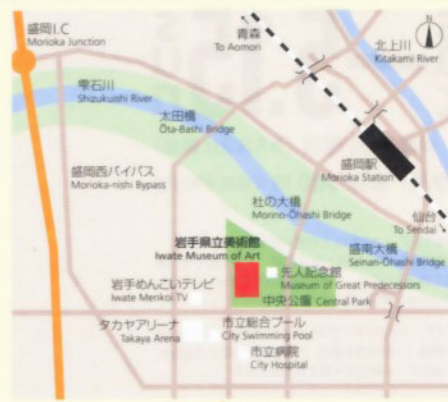 盛岡I.C
Morioka Junction
青森
To Aomori
N
北上川
Kitakami River
雫石川
Shizukuishi River
太田橋
Ōta-bashi Bridge
盛岡西バイパス
Morioka-nishi Bypass
盛岡駅
Morioka Station
杜の大橋
Morino-Ōhashi Bridge
仙台
To Sendai
岩手県立美術館
Iwate Museum of Art
盛南大橋
Seinan-Ōhashi Bridge
先人記念館
Museum of Great Predecessors
岩手めんこいテレビ
Iwate Menkoi TV
中央公園 Central Park
タカヤアリーナ
Takaya Arena
市立総合プール
City Swimming Pool
市立病院
City Hospital